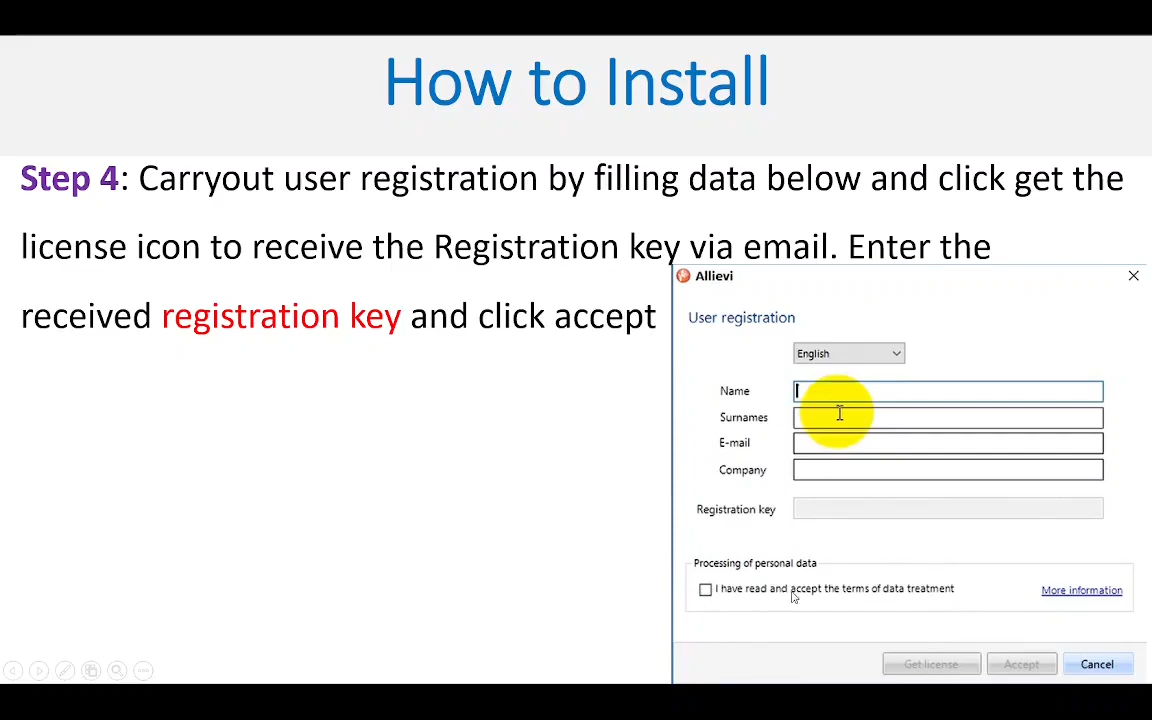 How to Install
Step 4: Carryout user registration by filling data below and click get the
license icon to receive the Registration key via email. Enter the
received registration key and click accept
Allievi
User registration
English
Name
Surnames
E-mail
Company
Registration key
Processing of personal data
I have read and accept the terms of data treatment
More information
Get license
Accept
Cancel